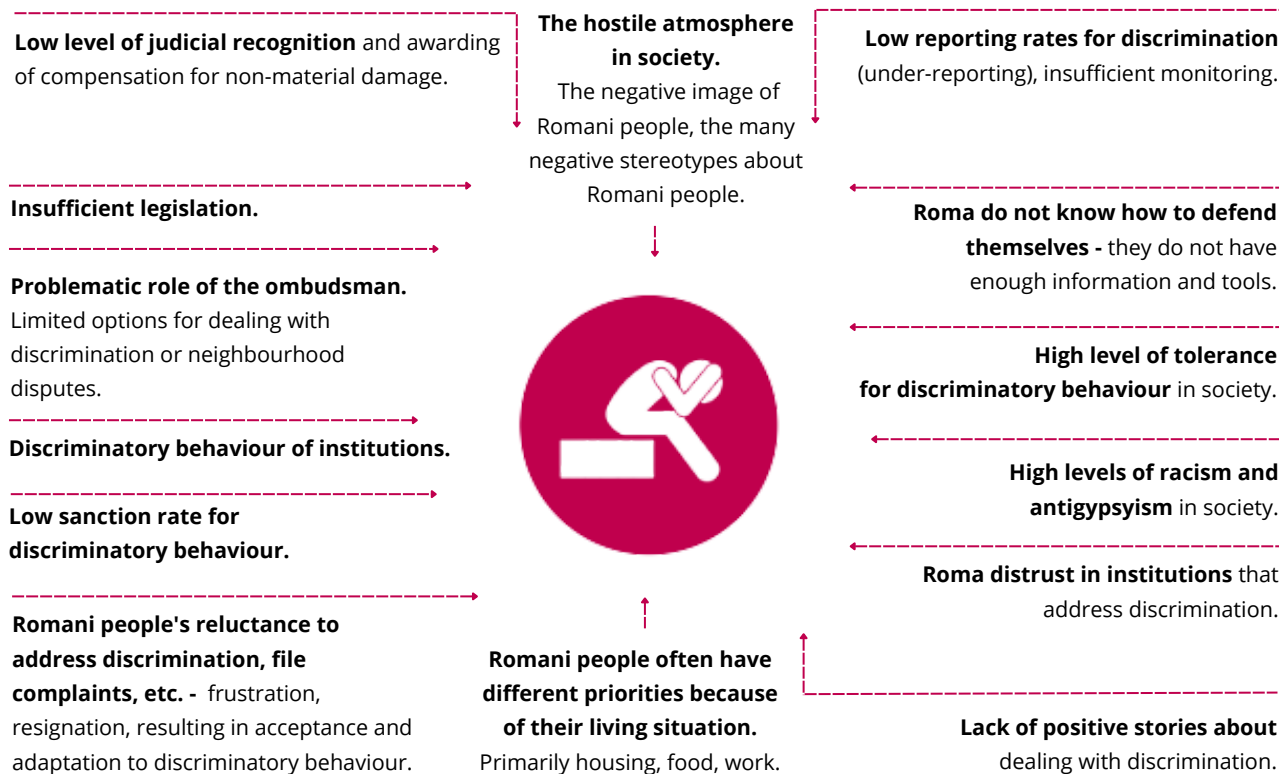 Low level of judicial recognition and awarding
of compensation for non-material damage.
Insufficient legislation.
Problematic role of the ombudsman.
Limited options for dealing with
discrimination or neighbourhood
disputes.
Discriminatory behaviour of institutions.
Low sanction rate for
discriminatory behaviour.
Romani people's reluctance to
address discrimination, file
complaints, etc. - frustration,
resignation, resulting in acceptance and
adaptation to discriminatory behaviour.
The hostile atmosphere
in society.
The negative image of
Romani people, the many
negative stereotypes about
Romani people.
Romani people often have
different priorities because
of their living situation.
Primarily housing, food, work.
Low reporting rates for discrimination
(under-reporting), insufficient monitoring.
Roma do not know how to defend
themselves - they do not have
enough information and tools.
High level of tolerance
for discriminatory behaviour in society.
High levels of racism and
antigypsyism in society.
Roma distrust in institutions that
address discrimination.
Lack of positive stories about
dealing with discrimination.